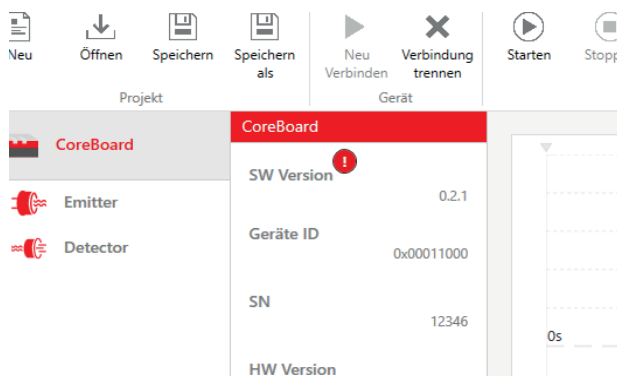 Neu Öffnen Speichern Speichern als Neu Verbinden Verbindung trennen Starten
Projekt Gerät
CoreBoard
Emitter
Detector
CoreBoard
!
SW Version
0.2.1
Geräte ID
0x00011000
SN
12346
HW Version
0s